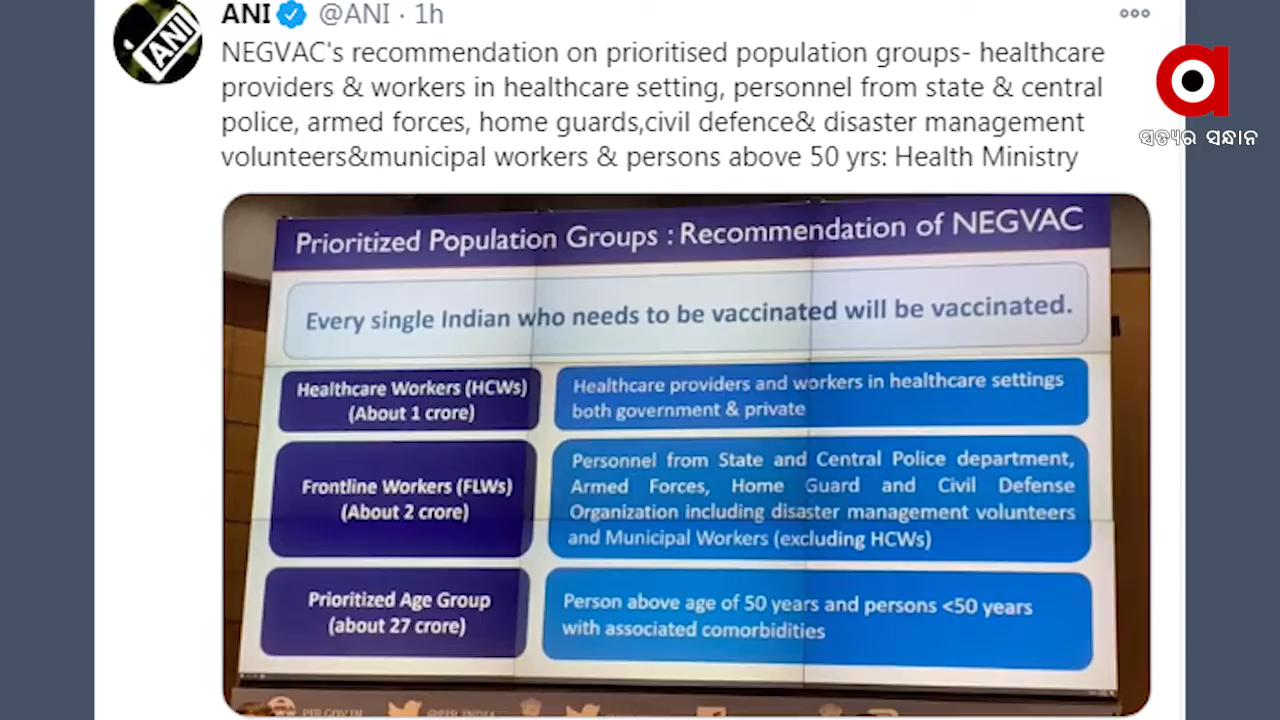 ANI @ANI · 1h
NEGVAC's recommendation on prioritised population groups- healthcare
providers & workers in healthcare setting, personnel from state & central
police, armed forces, home guards,civil defence& disaster management
volunteers&municipal workers & persons above 50 yrs: Health Ministry
ANI
ସତ୍ୟର ସନ୍ଧାନ
Prioritized Population Groups : Recommendation of NEGVAC
Every single Indian who needs to be vaccinated will be vaccinated.
Healthcare Workers (HCWs)
(About 1 crore)
Healthcare providers and workers in healthcare settings
both government & private
Frontline Workers (FLWs)
(About 2 crore)
Personnel from State and Central Police department,
Armed Forces, Home Guard and Civil Defense
Organization including disaster management volunteers
and Municipal Workers (excluding HCWs)
Prioritized Age Group
(about 27 crore)
Person above age of 50 years and persons <50 years
with associated comorbidities